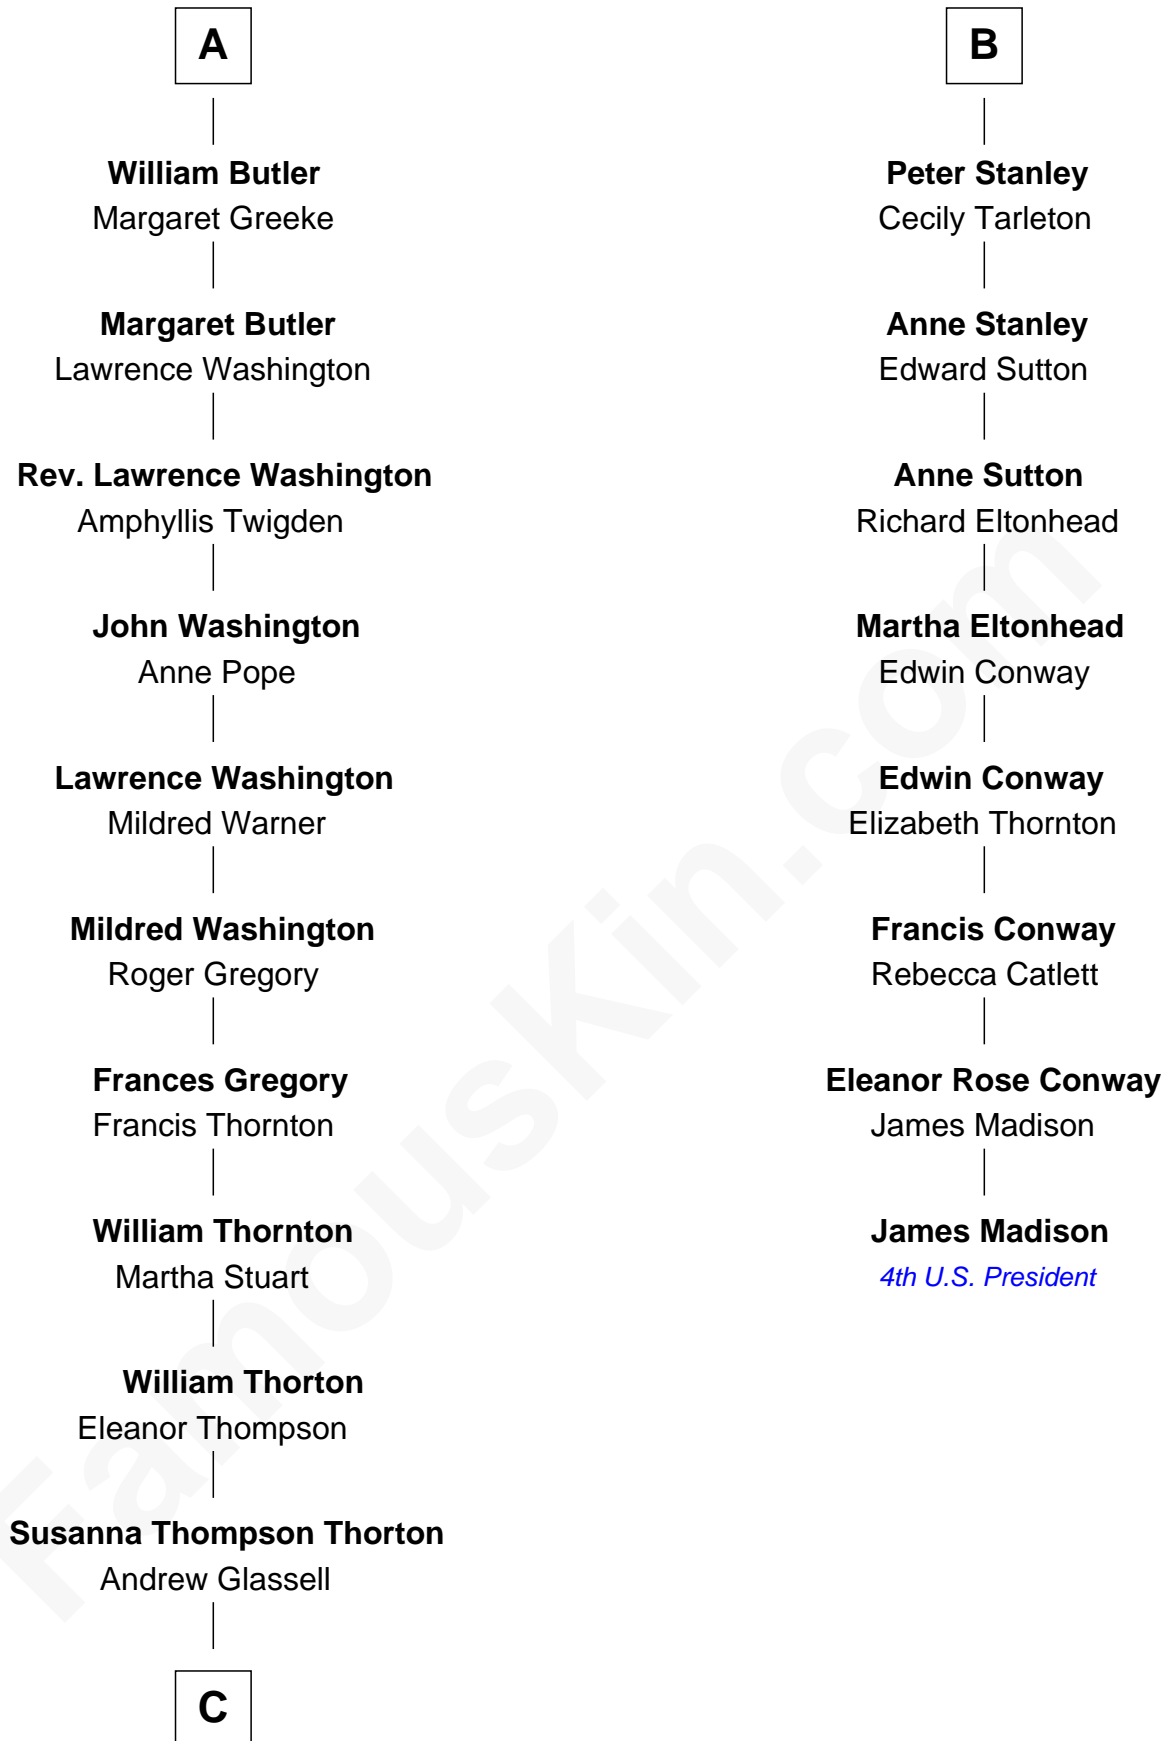 A
William Butler
Margaret Greeke
Margaret Butler
Lawrence Washington
Rev. Lawrence Washington
Amphyllis Twigden
John Washington
Anne Pope
Lawrence Washington
Mildred Warner
Mildred Washington
Roger Gregory
Frances Gregory
Francis Thornton
William Thornton
Martha Stuart
William Thorton
Eleanor Thompson
Susanna Thompson Thorton
Andrew Glassell
C
B
Peter Stanley
Cecily Tarleton
Anne Stanley
Edward Sutton
Anne Sutton
Richard Eltonhead
Martha Eltonhead
Edwin Conway
Edwin Conway
Elizabeth Thornton
Francis Conway
Rebecca Catlett
Eleanor Rose Conway
James Madison
James Madison
4th U.S. President
FamousKin.com